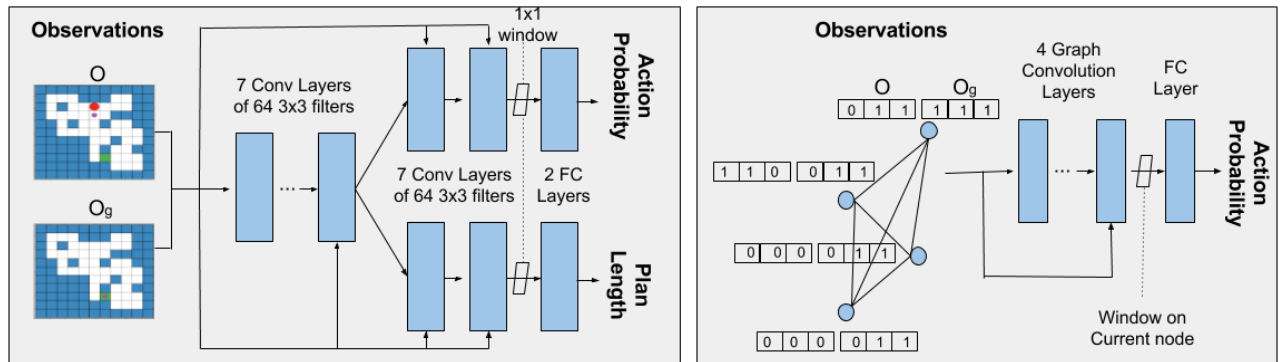 Observations
O
Og
7 Conv Layers
of 64 3x3 filters
7 Conv Layers
of 64 3x3 filters
1x1
window
2 FC
Layers
Action
Probability
Plan
Length
Observations
O Og
0 1 1 1 1 1
1 1 0 0 1 1
0 0 0 0 1 1
0 0 0 0 1 1
4 Graph
Convolution
Layers
FC
Layer
Window on
Current node
Action
Probability